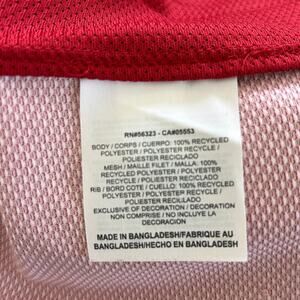 RN#56323 - CA#05553
BODY / CORPS / CUERPO: 100% RECYCLED
POLYESTER / POLYESTER RECYCLE /
POLIESTER RECICLADO
MESH / MAILLE FILET / MALLA: 100%
RECYCLED POLYESTER / POLYESTER
RECYCLE / POLIESTER RECICLADO
RIB / BORD COTE / CUELLO: 100% RECYCLED
POLYESTER / POLYESTER RECYCLE /
POLIESTER RECICLADO
EXCLUSIVE OF DECORATION / DECORATION
NON COMPRISE / NO INCLUYE LA
DECORACION
MADE IN BANGLADESH/FABRIQUE AU
BANGLADESH/HECHO EN BANGLADESH